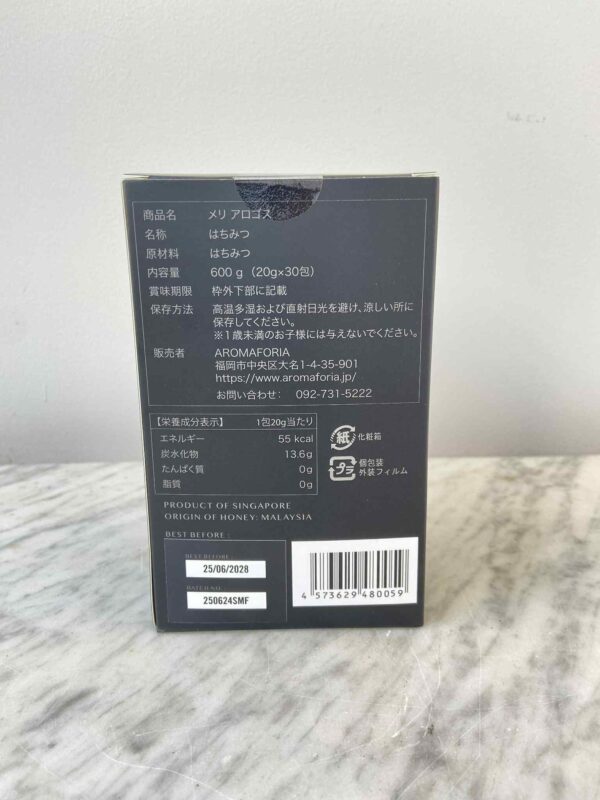 商品名 メリ アロゴス
名称 はちみつ
原材料 はちみつ
内容量 600 g（20g×30包）
賞味期限 枠外下部に記載
保存方法 高温多湿および直射日光を避け、涼しい所に
保存してください。
※１歳未満のお子様には与えないでください。
販売者 AROMAFORIA
福岡市中央区大名1-4-35-901
https://www.aromaforia.jp/
お問い合わせ： 092-731-5222
【栄養成分表示】 1包20g当たり
エネルギー 55 kcal
炭水化物 13.6g
たんぱく質 0g
脂質 0g
紙 化粧箱
プラ 個包装
外装フィルム
PRODUCT OF SINGAPORE
ORIGIN OF HONEY: MALAYSIA
BEST BEFORE :
BEST BEFORE :
25/06/2028
BATCH NO.
250624SMF
4 573629 480059